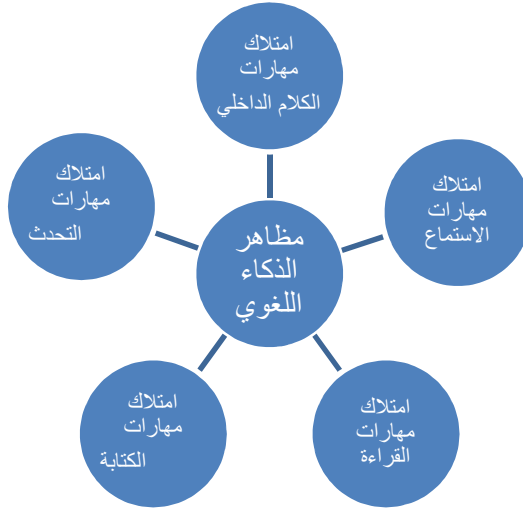 امتلاك
مهارات
الكلام الداخلي
امتلاك
مهارات
الاستماع
امتلاك
مهارات
التحدث
مظاهر
الذكاء
اللغوي
امتلاك
مهارات
القراءة
امتلاك
مهارات
الكتابة